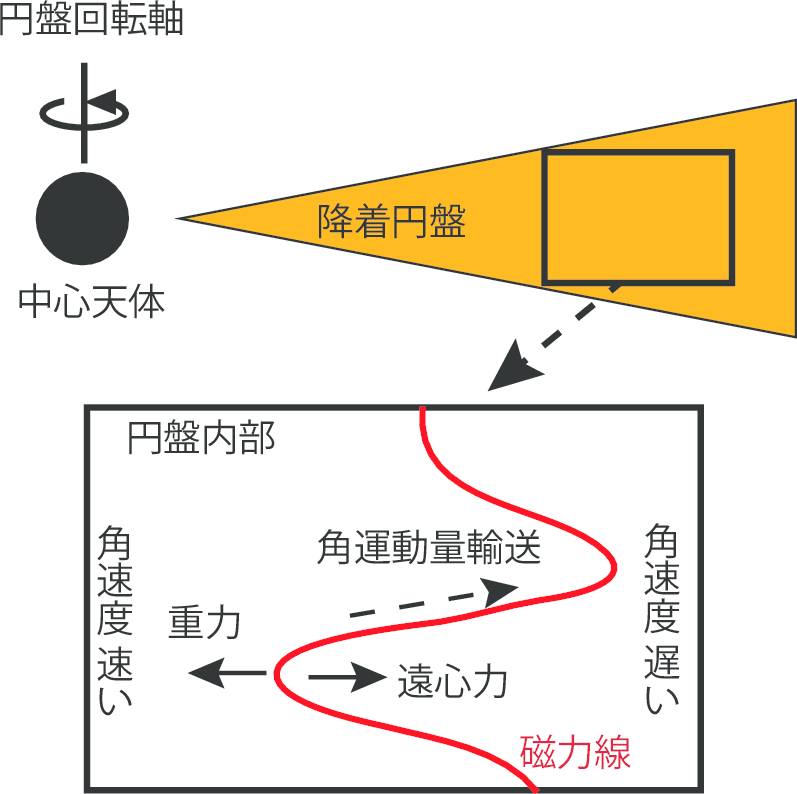 円盤回転軸
降着円盤
中心天体
円盤内部
角運動量輸送
角速度 速い
角速度 遅い
重力
遠心力
磁力線